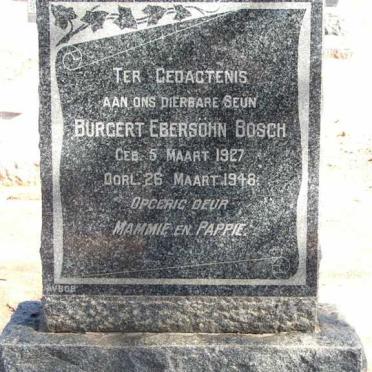 TER GEDAGTENIS
AAN ONS DIERBARE SEUN
BURGERT EBERSOHN BOSCH
GEB. 5 MAART 1927
OORL. 26 MAART 1948.
OPGERIG DEUR
MAMMIE EN PAPPIE.